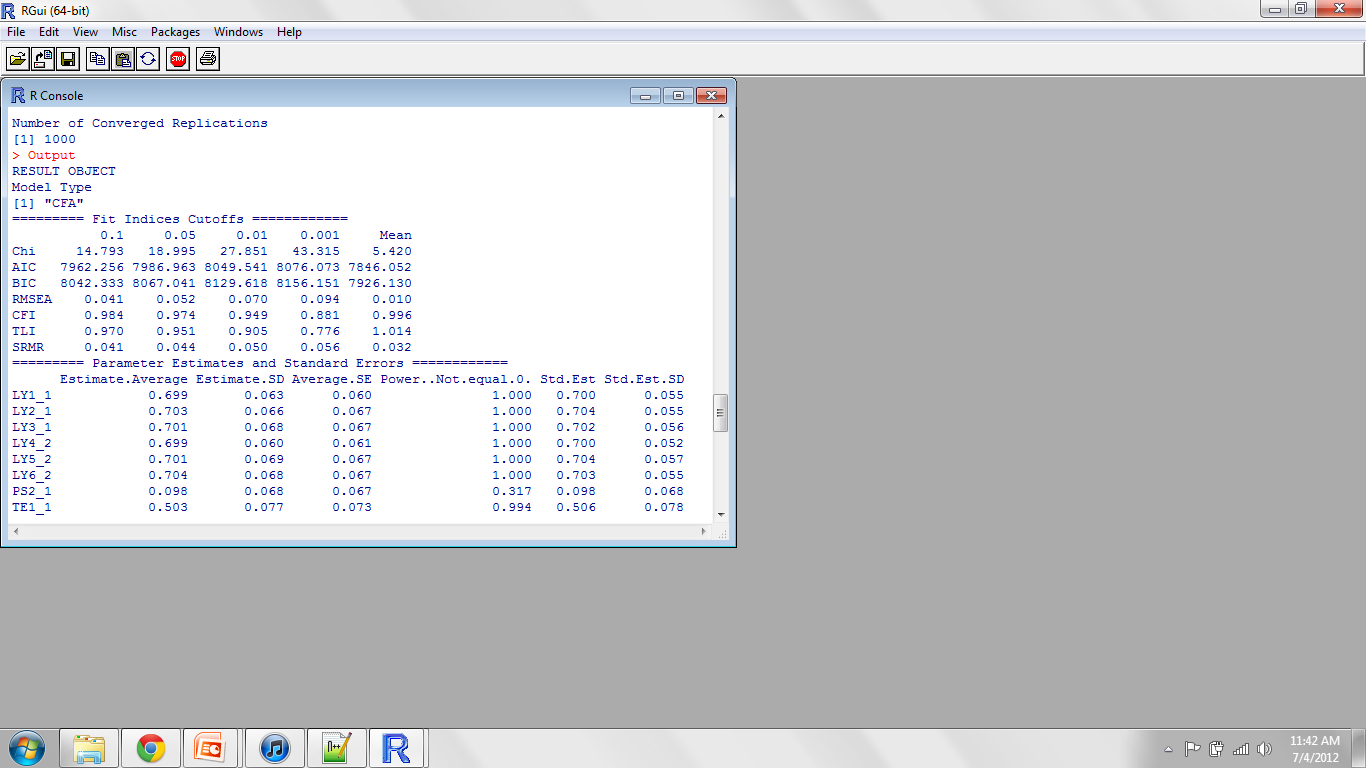 RGui (64-bit)
File Edit View Misc Packages Windows Help
STOP
R Console
Number of Converged Replications
[1] 1000
> Output
RESULT OBJECT
Model Type
[1] "CFA"
========= Fit Indices Cutoffs ============
0.1 0.05 0.01 0.001 Mean
Chi 14.793 18.995 27.851 43.315 5.420
AIC 7962.256 7986.963 8049.541 8076.073 7846.052
BIC 8042.333 8067.041 8129.618 8156.151 7926.130
RMSEA 0.041 0.052 0.070 0.094 0.010
CFI 0.984 0.974 0.949 0.881 0.996
TLI 0.970 0.951 0.905 0.776 1.014
SRMR 0.041 0.044 0.050 0.056 0.032
========= Parameter Estimates and Standard Errors ============
Estimate.Average Estimate.SD Average.SE Power..Not.equal.0. Std.Est Std.Est.SD
LY1_1 0.699 0.063 0.060 1.000 0.700 0.055
LY2_1 0.703 0.066 0.067 1.000 0.704 0.055
LY3_1 0.701 0.068 0.067 1.000 0.702 0.056
LY4_2 0.699 0.060 0.061 1.000 0.700 0.052
LY5_2 0.701 0.069 0.067 1.000 0.704 0.057
LY6_2 0.704 0.068 0.067 1.000 0.703 0.055
PS2_1 0.098 0.068 0.067 0.317 0.098 0.068
TE1_1 0.503 0.077 0.073 0.994 0.506 0.078
11:42 AM
7/4/2012